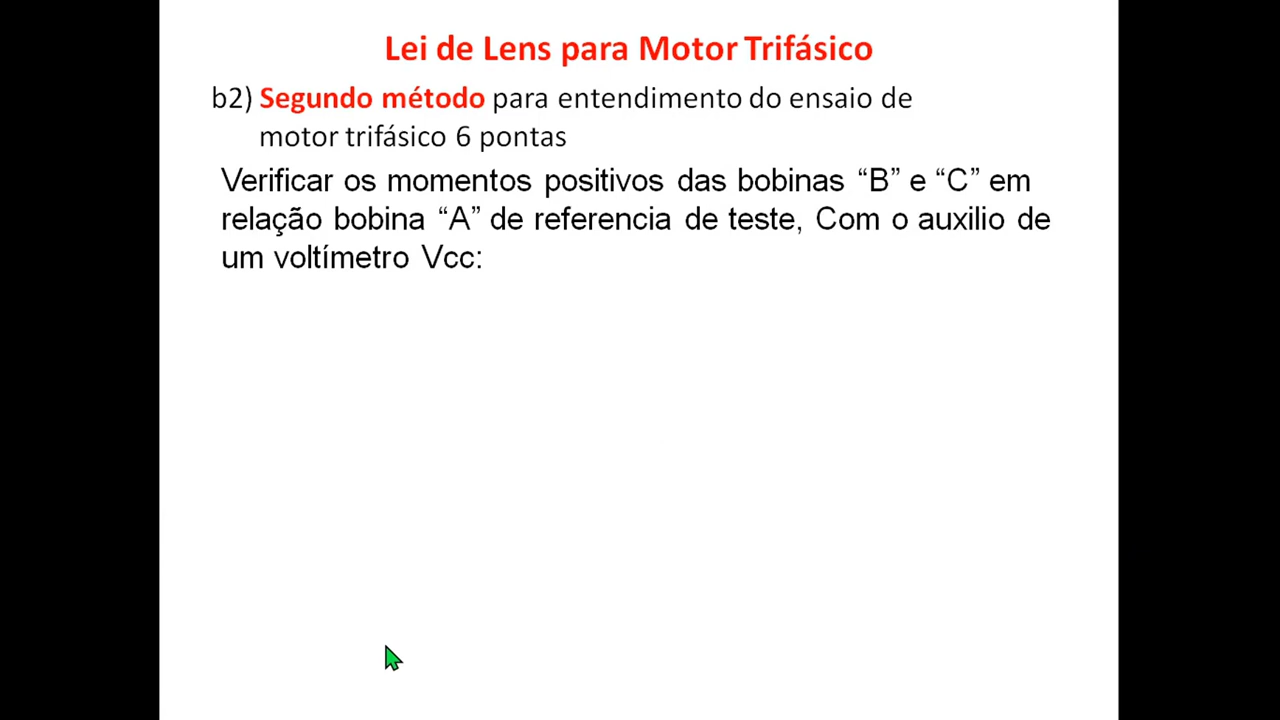 Lei de Lens para Motor Trifásico
b2) Segundo método para entendimento do ensaio de
motor trifásico 6 pontas
Verificar os momentos positivos das bobinas “B” e “C” em
relação bobina “A” de referencia de teste, Com o auxilio de
um voltímetro Vcc: